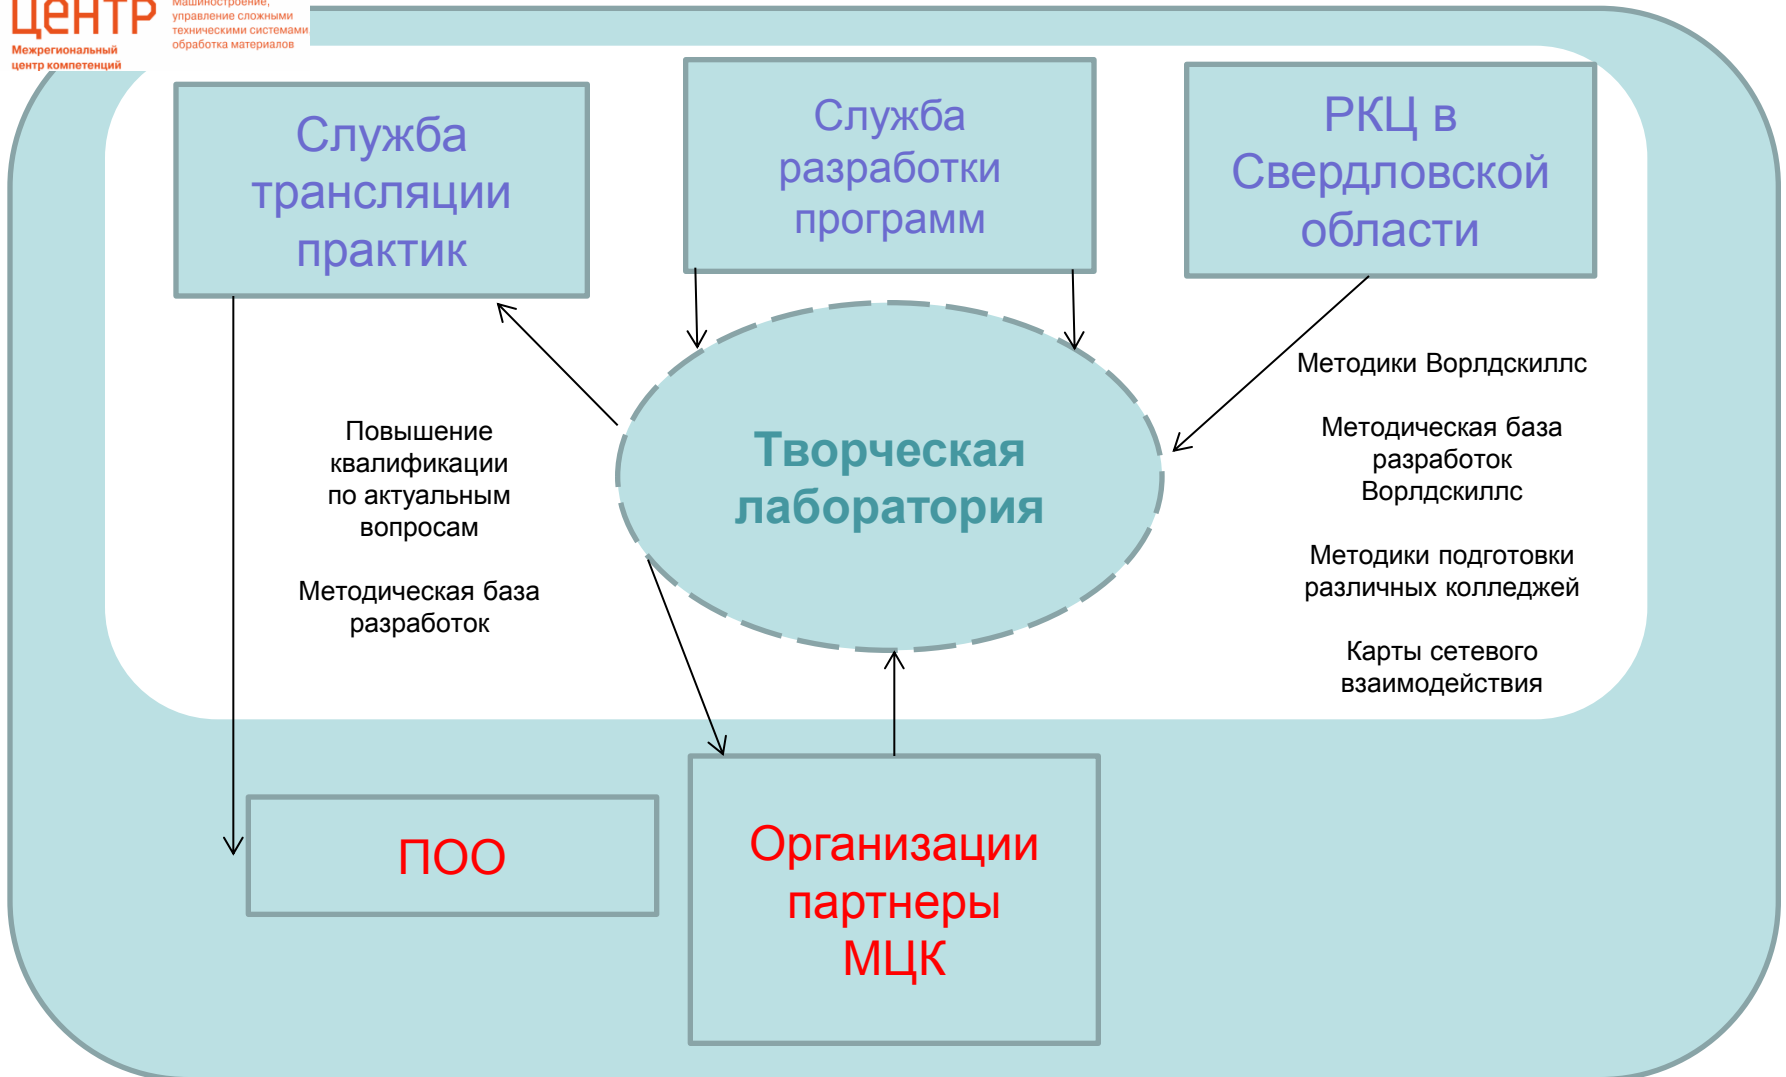 центр
Машиностроение,
управление сложными
техническими системами
обработка материалов
Межрегиональный
центр компетенций
Служба
трансляции
практик
Служба
разработки
программ
РКЦ в
Свердловской
области
Методики Ворлдскиллс
Методическая база
разработок
Ворлдскиллс
Методики подготовки
различных колледжей
Карты сетевого
взаимодействия
Повышение
квалификации
по актуальным
вопросам
Методическая база
разработок
Творческая
лаборатория
ПОО
Организации
партнеры
МЦК